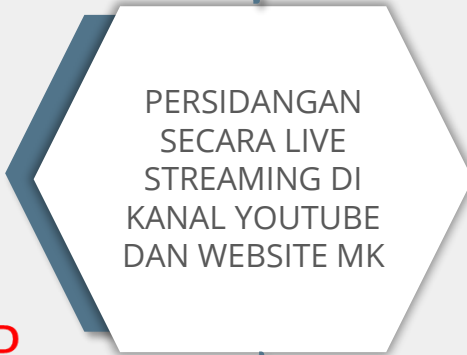 PERSIDANGAN
SECARA LIVE
STREAMING DI
KANAL YOUTUBE
DAN WEBSITE MK
D